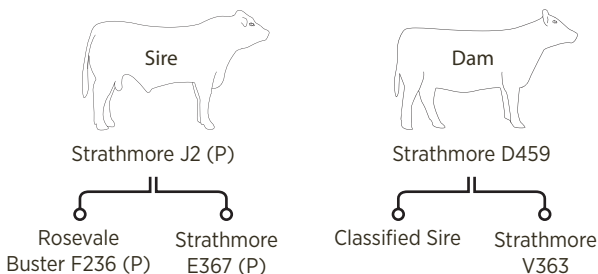 Sire
Dam
Strathmore J2 (P)
Strathmore D459
Rosevale
Buster F236 (P)
Strathmore
E367 (P)
Classified Sire
Strathmore
V363